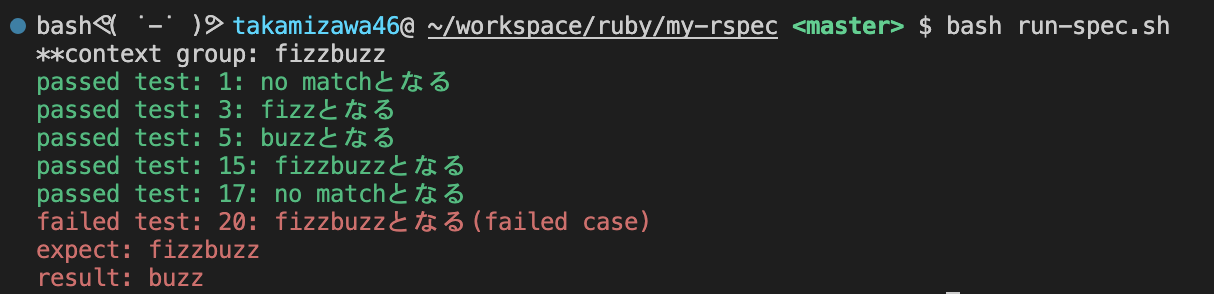 bash ᕙ( ˙-˙ )ᕗ takamizawa46@ ~/workspace/ruby/my-rspec <master> $ bash run-spec.sh
**context group: fizzbuzz
passed test: 1: no matchとなる
passed test: 3: fizzとなる
passed test: 5: buzzとなる
passed test: 15: fizzbuzzとなる
passed test: 17: no matchとなる
failed test: 20: fizzbuzzとなる(failed case)
expect: fizzbuzz
result: buzz